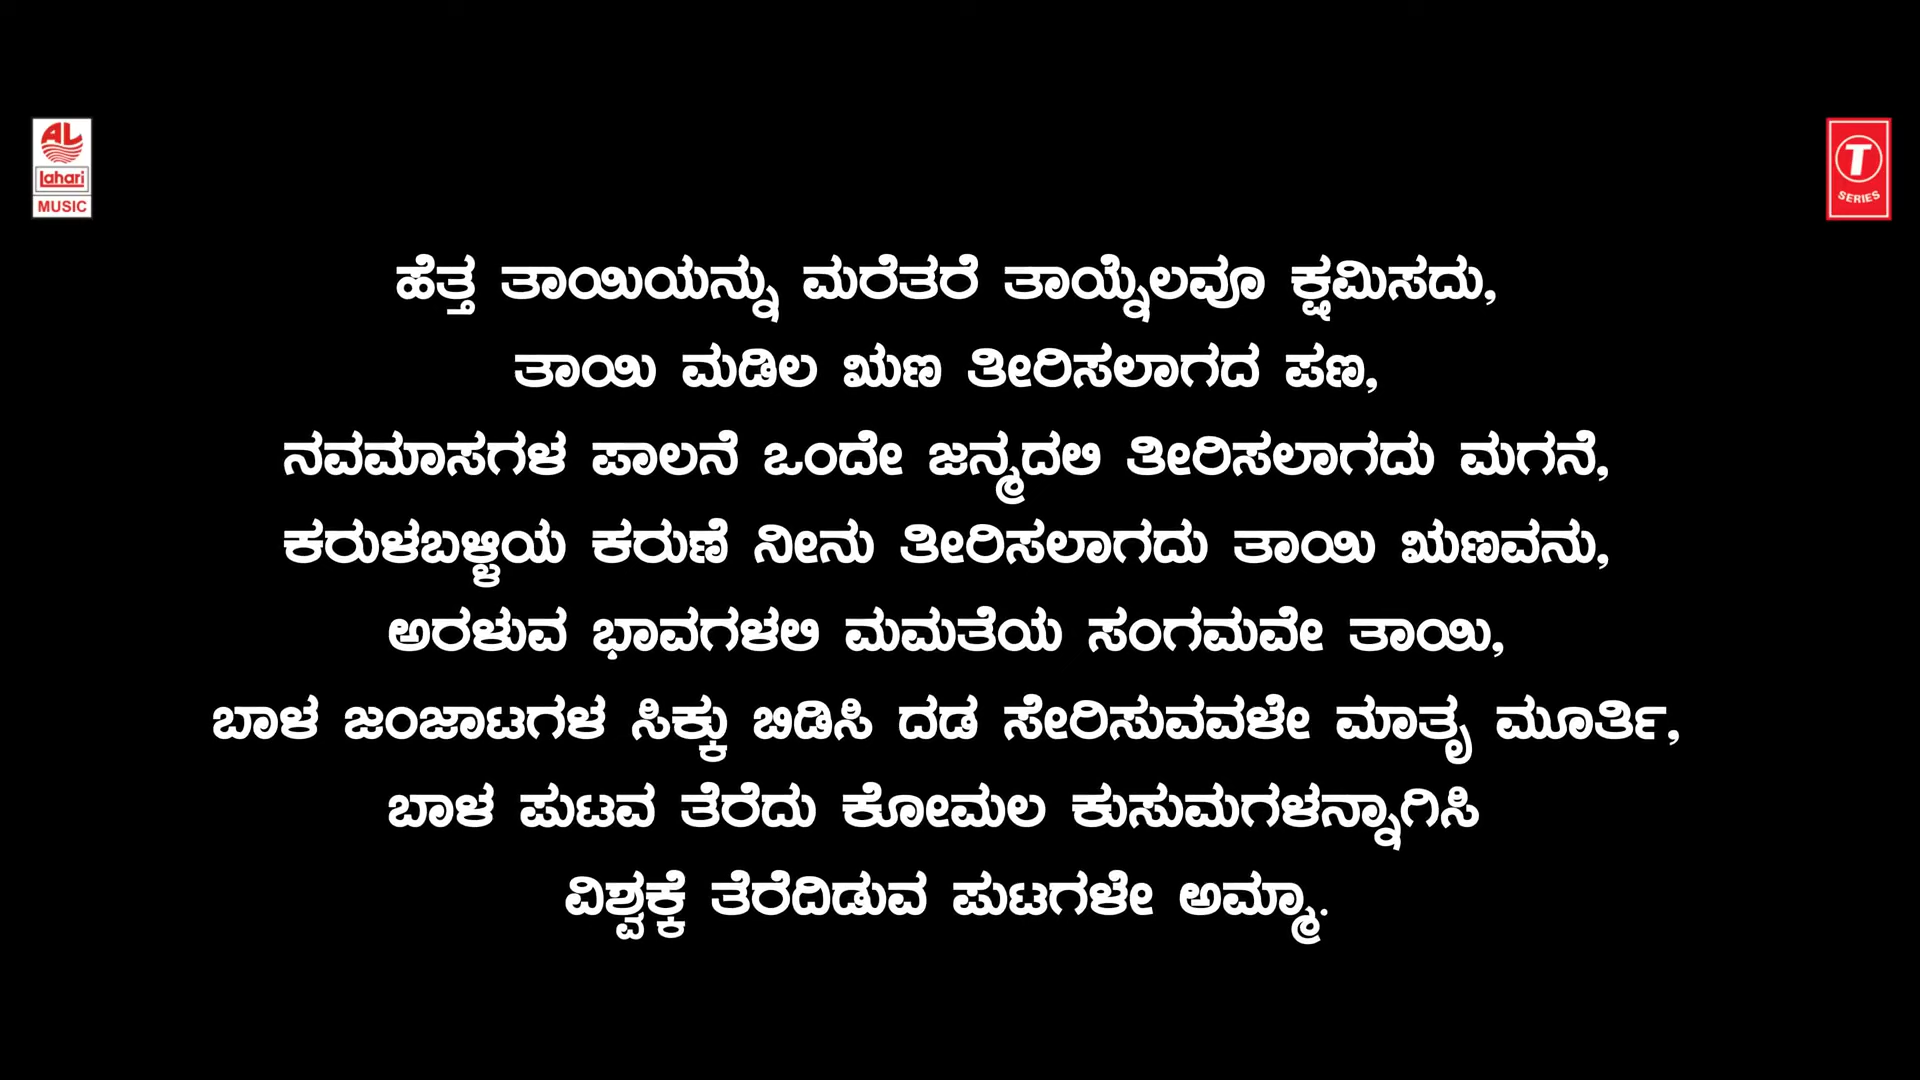 AL
lahari
MUSIC
T
SERIES
ಹೆತ್ತ ತಾಯಿಯನ್ನು ಮರೆತರೆ ತಾಯ್ನೆಲವೂ ಕ್ಷಮಿಸದು,
ತಾಯಿ ಮಡಿಲ ಋಣ ತೀರಿಸಲಾಗದ ಪಣ,
ನವಮಾಸಗಳ ಪಾಲನೆ ಒಂದೇ ಜನ್ಮದಲಿ ತೀರಿಸಲಾಗದು ಮಗನೆ,
ಕರುಳಬಳ್ಳಿಯ ಕರುಣೆ ನೀನು ತೀರಿಸಲಾಗದು ತಾಯಿ ಋಣವನು,
ಅರಳುವ ಭಾವಗಳಲಿ ಮಮತೆಯ ಸಂಗಮವೇ ತಾಯಿ,
ಬಾಳ ಜಂಜಾಟಗಳ ಸಿಕ್ಕು ಬಿಡಿಸಿ ದಡ ಸೇರಿಸುವವಳೇ ಮಾತೃ ಮೂರ್ತಿ,
ಬಾಳ ಪುಟವ ತೆರೆದು ಕೋಮಲ ಕುಸುಮಗಳನ್ನಾಗಿಸಿ
ವಿಶ್ವಕ್ಕೆ ತೆರೆದಿಡುವ ಪುಟಗಳೇ ಅಮ್ಮಾ.